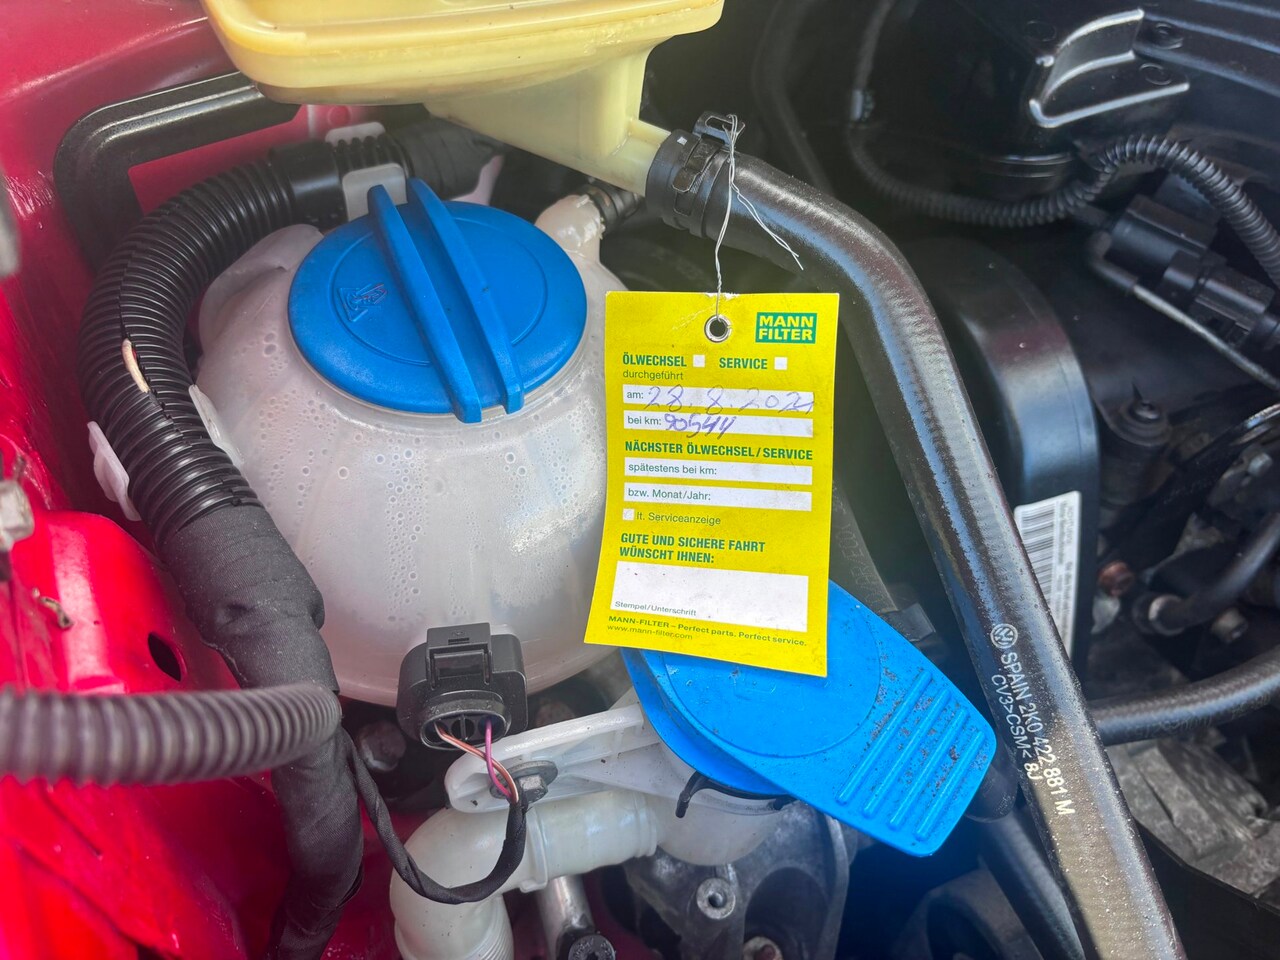 MANN
FILTER
ÖLWECHSEL SERVICE
durchgeführt
am: 28.8.2021
bei km: 90544
NÄCHSTER ÖLWECHSEL/SERVICE
spätestens bei km:
bzw. Monat/Jahr:
lt. Serviceanzeige
GUTE UND SICHERE FAHRT
WÜNSCHT IHNEN:
Stempel/Unterschrift
MANN-FILTER – Perfect parts. Perfect service.
www.mann-filter.com
SPAIN 2K0 422 881 M
CV3>CSM< 8J